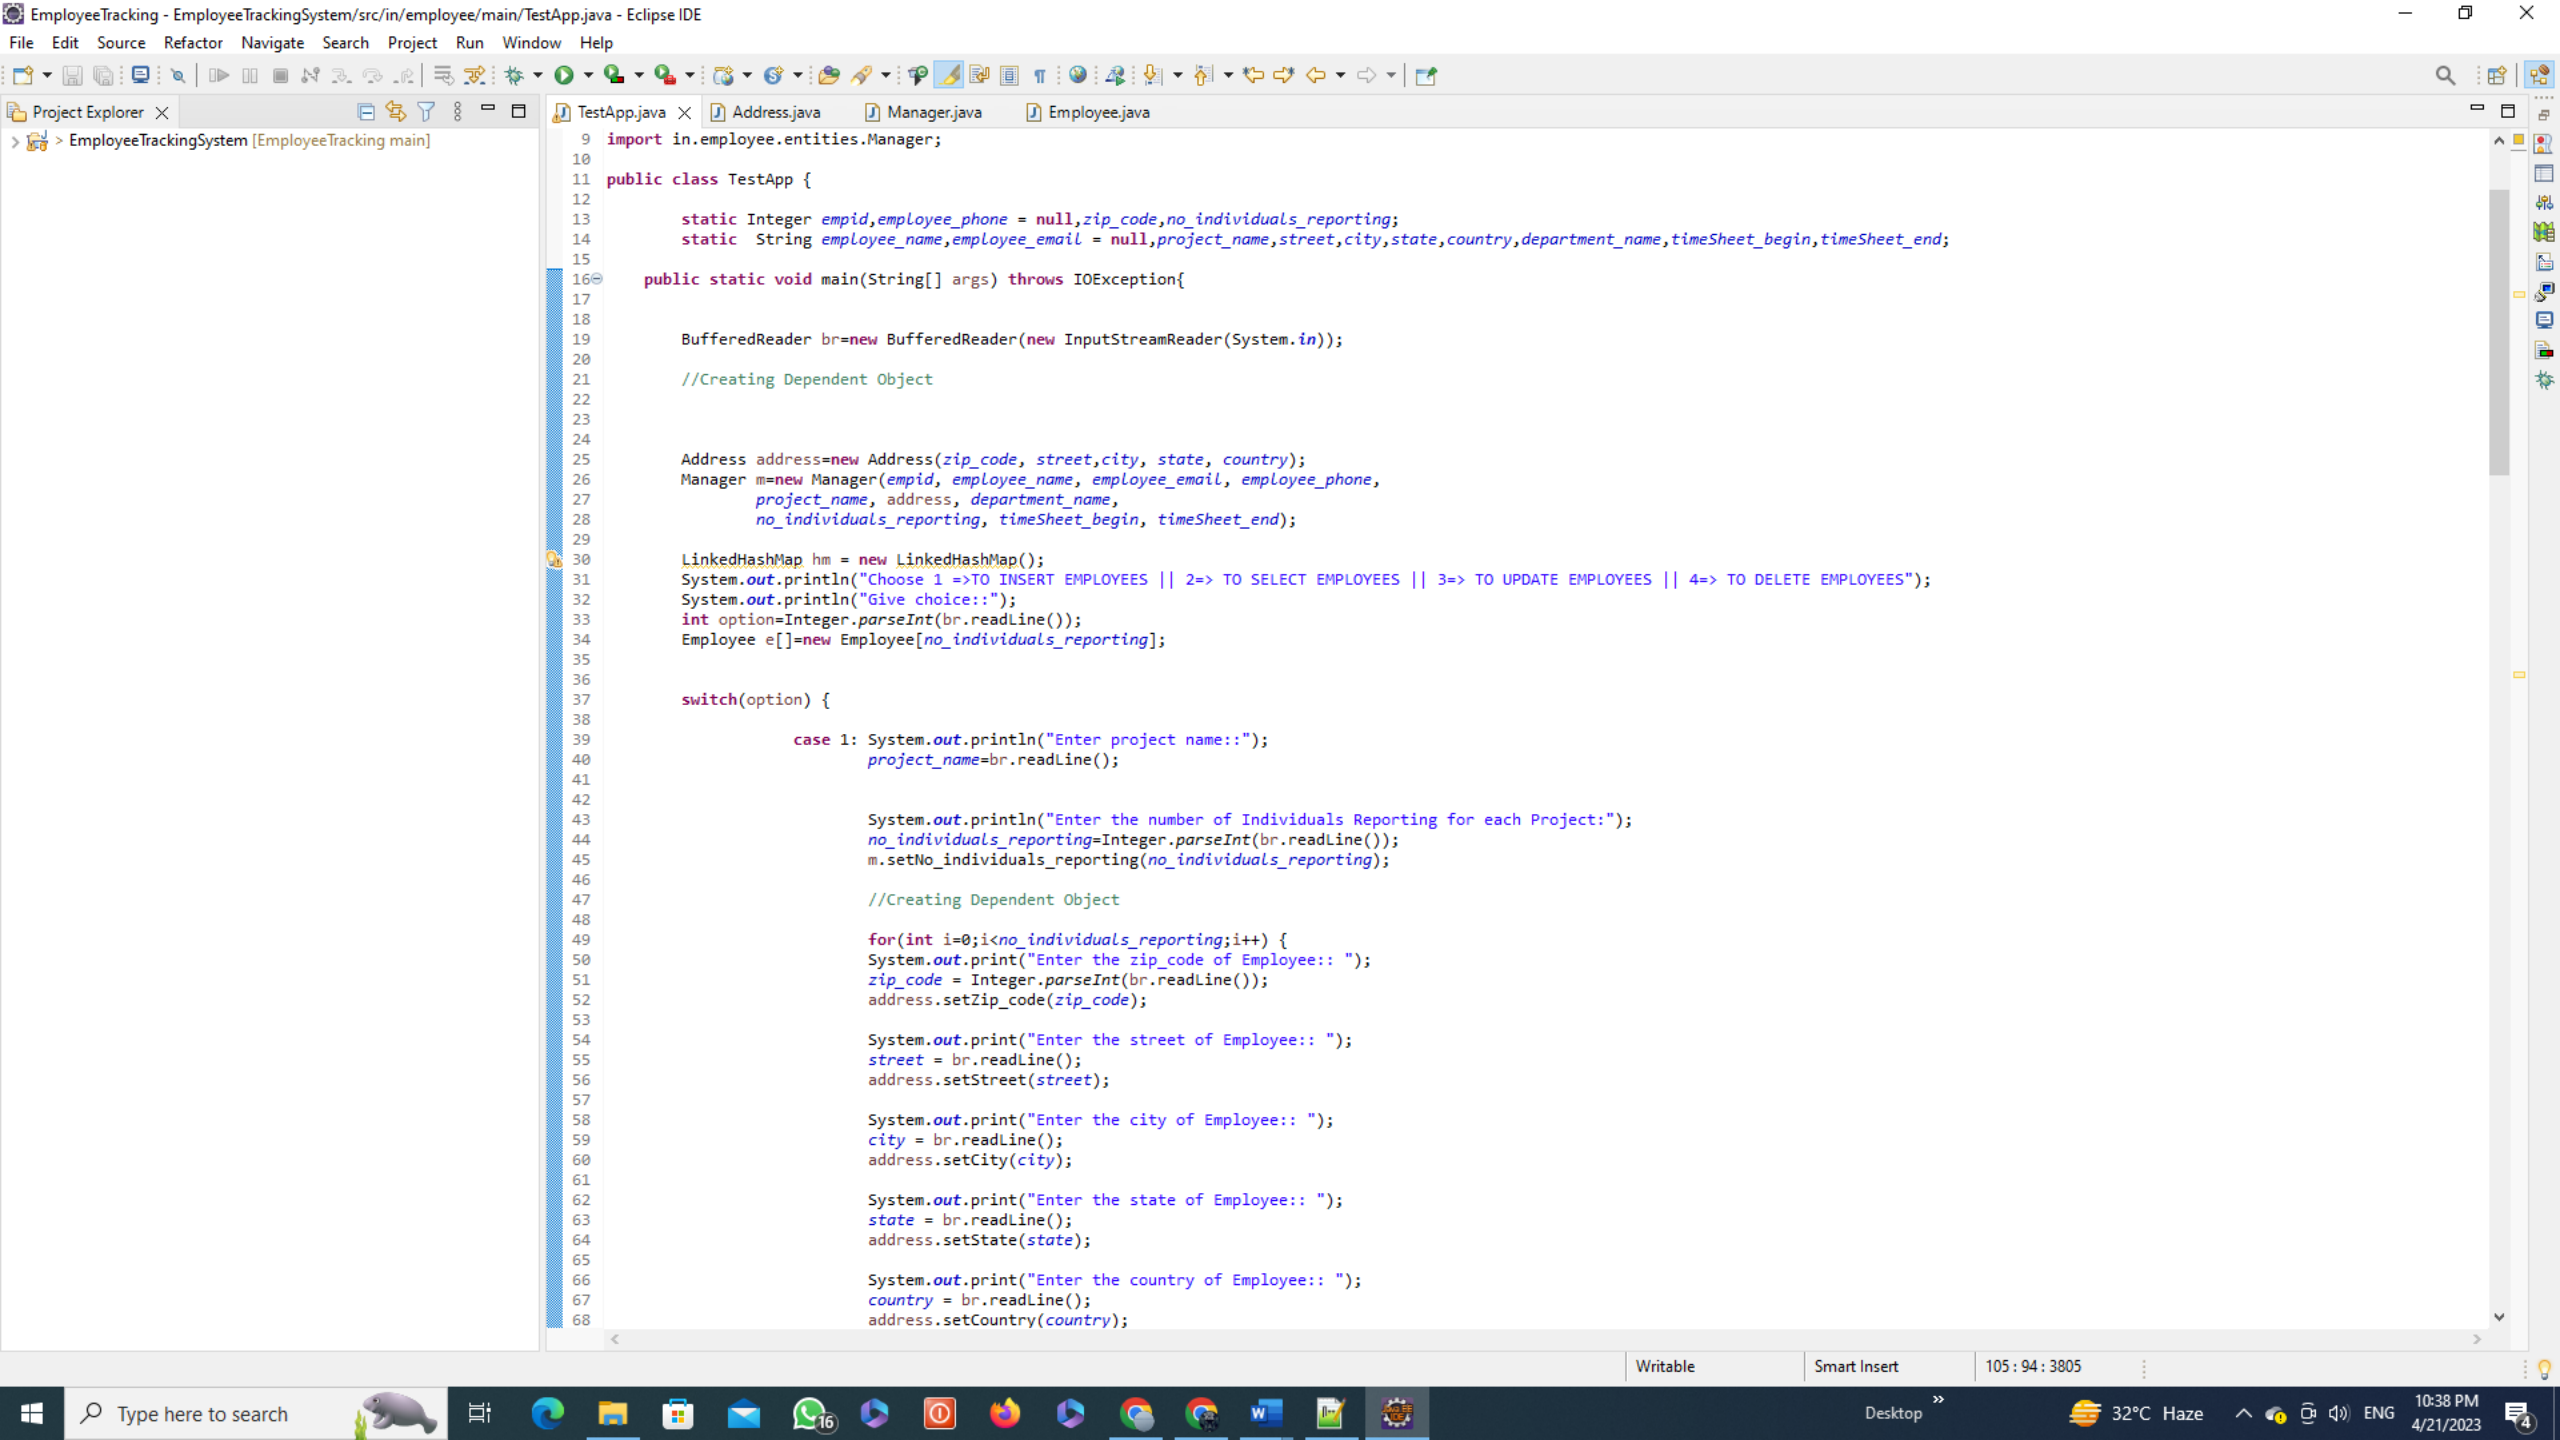 EmployeeTracking - EmployeeTrackingSystem/src/in/employee/main/TestApp.java - Eclipse IDE
File Edit Source Refactor Navigate Search Project Run Window Help
Project Explorer
TestApp.java Address.java Manager.java Employee.java
> EmployeeTrackingSystem [EmployeeTracking main]
9 import in.employee.entities.Manager;
10
11 public class TestApp {
12
13 static Integer empid,employee_phone = null,zip_code,no_individuals_reporting;
14 static  String employee_name,employee_email = null,project_name,street,city,state,country,department_name,timeSheet_begin,timeSheet_end;
15
16 public static void main(String[] args) throws IOException{
17
18
19 BufferedReader br=new BufferedReader(new InputStreamReader(System.in));
20
21 //Creating Dependent Object
22
23
24
25 Address address=new Address(zip_code, street,city, state, country);
26 Manager m=new Manager(empid, employee_name, employee_email, employee_phone,
27 project_name, address, department_name,
28 no_individuals_reporting, timeSheet_begin, timeSheet_end);
29
30 LinkedHashMap hm = new LinkedHashMap();
31 System.out.println("Choose 1 =>TO INSERT EMPLOYEES || 2=> TO SELECT EMPLOYEES || 3=> TO UPDATE EMPLOYEES || 4=> TO DELETE EMPLOYEES");
32 System.out.println("Give choice::");
33 int option=Integer.parseInt(br.readLine());
34 Employee e[]=new Employee[no_individuals_reporting];
35
36
37 switch(option) {
38
39 case 1: System.out.println("Enter project name::");
40 project_name=br.readLine();
41
42
43 System.out.println("Enter the number of Individuals Reporting for each Project:");
44 no_individuals_reporting=Integer.parseInt(br.readLine());
45 m.setNo_individuals_reporting(no_individuals_reporting);
46
47 //Creating Dependent Object
48
49 for(int i=0;i<no_individuals_reporting;i++) {
50 System.out.print("Enter the zip_code of Employee:: ");
51 zip_code = Integer.parseInt(br.readLine());
52 address.setZip_code(zip_code);
53
54 System.out.print("Enter the street of Employee:: ");
55 street = br.readLine();
56 address.setStreet(street);
57
58 System.out.print("Enter the city of Employee:: ");
59 city = br.readLine();
60 address.setCity(city);
61
62 System.out.print("Enter the state of Employee:: ");
63 state = br.readLine();
64 address.setState(state);
65
66 System.out.print("Enter the country of Employee:: ");
67 country = br.readLine();
68 address.setCountry(country);
Writable Smart Insert 105 : 94 : 3805
Type here to search 16 Desktop 32°C Haze ENG 10:38 PM
4/21/2023 4